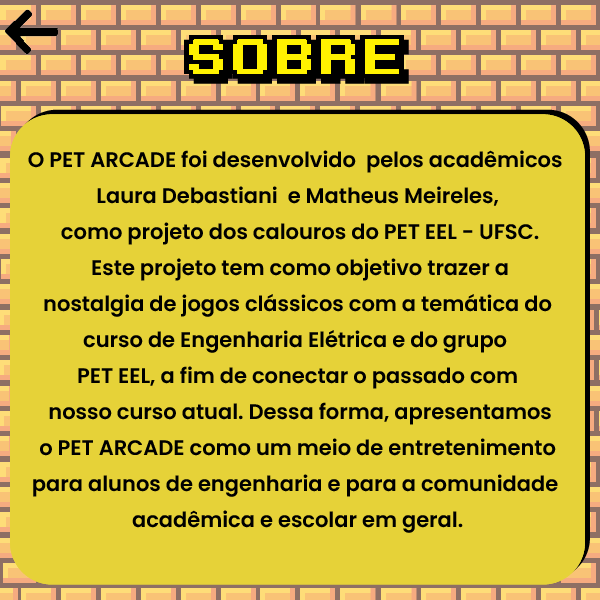 SOBRE
O PET ARCADE foi desenvolvido pelos acadêmicos
Laura Debastiani e Matheus Meireles,
como projeto dos calouros do PET EEL - UFSC.
Este projeto tem como objetivo trazer a
nostalgia de jogos clássicos com a temática do
curso de Engenharia Elétrica e do grupo
PET EEL, a fim de conectar o passado com
nosso curso atual. Dessa forma, apresentamos
o PET ARCADE como um meio de entretenimento
para alunos de engenharia e para a comunidade
acadêmica e escolar em geral.